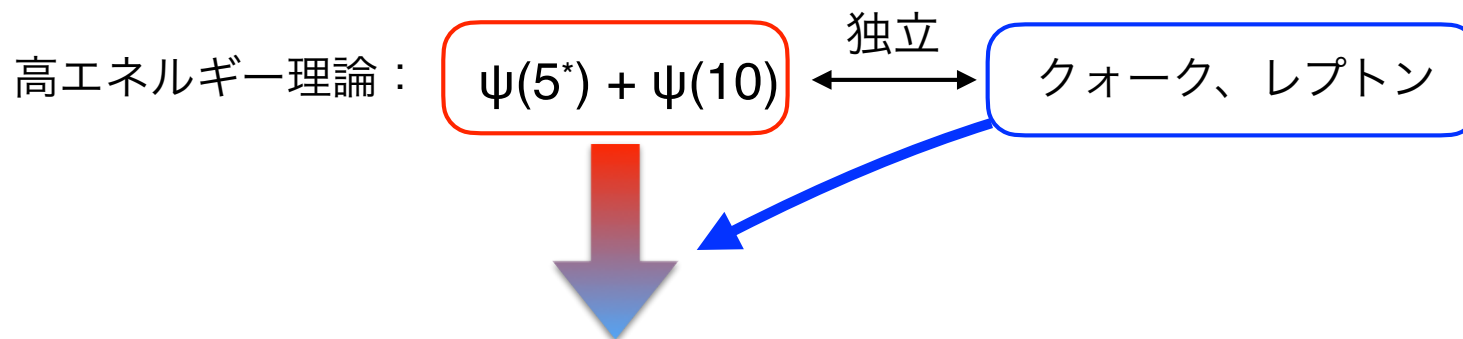 独立
高エネルギー理論： ψ(5*) + ψ(10) クォーク、レプトン